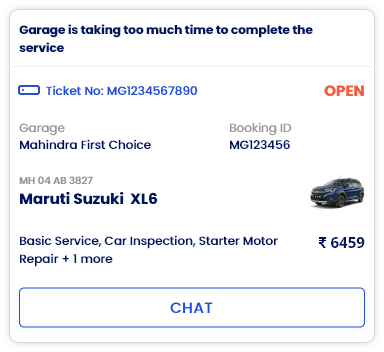 Garage is taking too much time to complete the
service
Ticket No: MG1234567890
OPEN
Garage
Booking ID
Mahindra First Choice
MG123456
MH 04 AB 3827
Maruti Suzuki XL6
Basic Service, Car Inspection, Starter Motor
Repair + 1 more
₹ 6459
CHAT